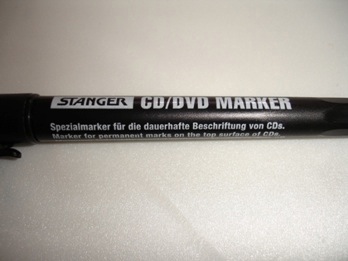 STANGER CD/DVD MARKER
Spezialmarker für die dauerhafte Beschriftung von CDs.
Marker for permanent marks on the top surface of CDs.